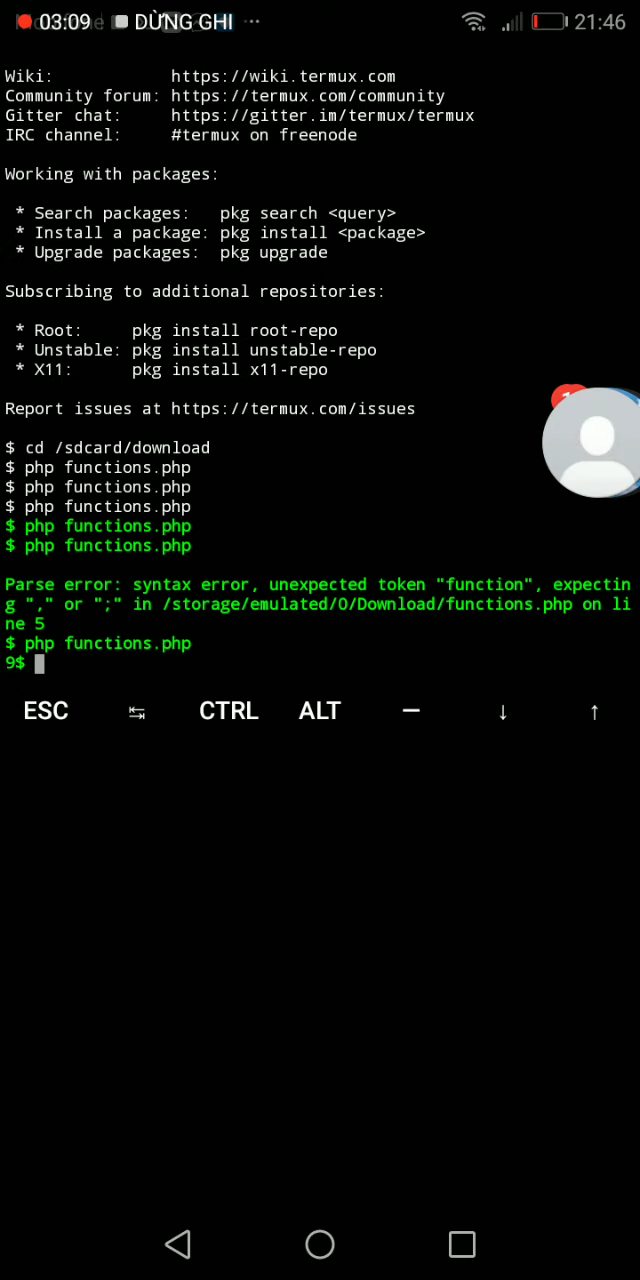 03:09 DỪNG GHI ... 21:46
Wiki: https://wiki.termux.com
Community forum: https://termux.com/community
Gitter chat: https://gitter.im/termux/termux
IRC channel: #termux on freenode
Working with packages:
* Search packages: pkg search <query>
* Install a package: pkg install <package>
* Upgrade packages: pkg upgrade
Subscribing to additional repositories:
* Root: pkg install root-repo
* Unstable: pkg install unstable-repo
* X11: pkg install x11-repo
Report issues at https://termux.com/issues
$ cd /sdcard/download
$ php functions.php
$ php functions.php
$ php functions.php
$ php functions.php
$ php functions.php
Parse error: syntax error, unexpected token "function", expectin
g "," or ";" in /storage/emulated/0/Download/functions.php on li
ne 5
$ php functions.php
9$
ESC ↹ CTRL ALT — ↓ ↑